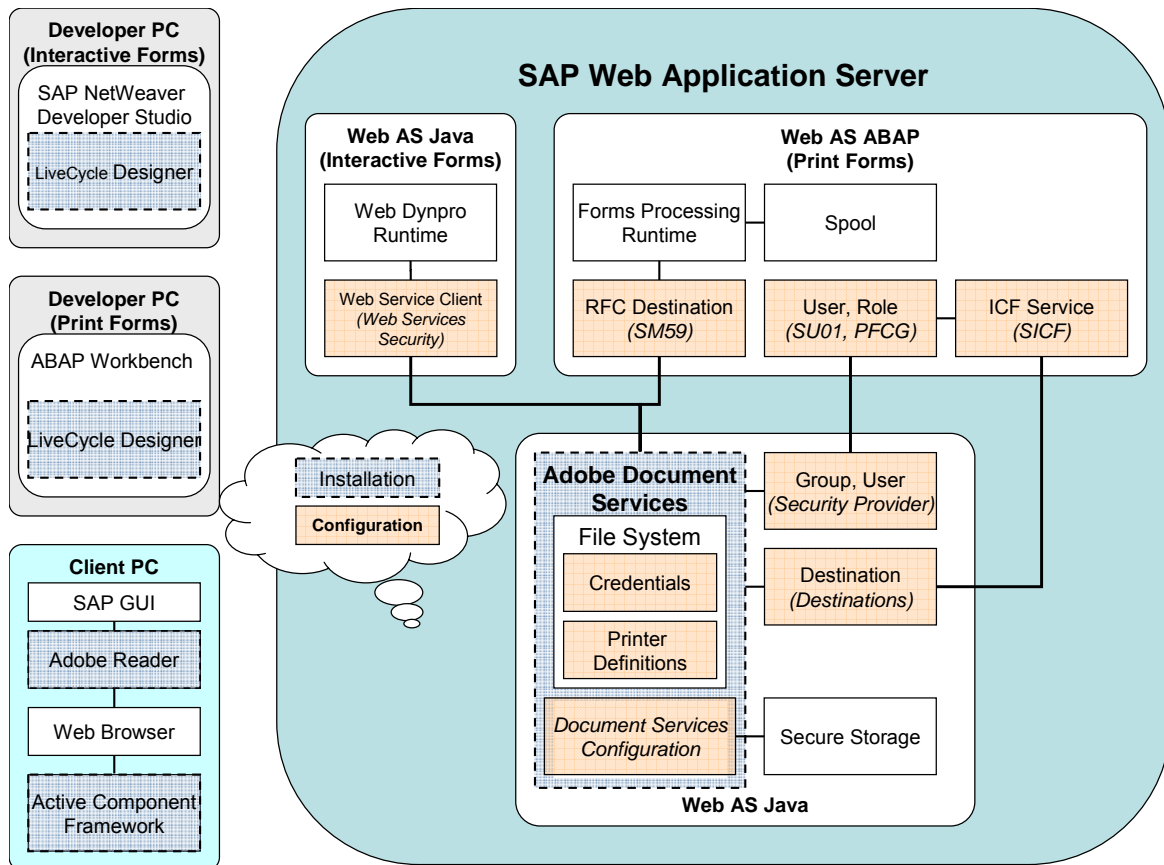 Developer PC
(Interactive Forms)
SAP NetWeaver
Developer Studio
LiveCycle Designer
Developer PC
(Print Forms)
ABAP Workbench
LiveCycle Designer
Client PC
SAP GUI
Adobe Reader
Web Browser
Active Component
Framework
SAP Web Application Server
Web AS Java
(Interactive Forms)
Web Dynpro
Runtime
Web Service Client
(Web Services
Security)
Web AS ABAP
(Print Forms)
Forms Processing
Runtime
Spool
RFC Destination
(SM59)
User, Role
(SU01, PFCG)
ICF Service
(SICF)
Installation
Configuration
Adobe Document
Services
File System
Credentials
Printer
Definitions
Document Services
Configuration
Group, User
(Security Provider)
Destination
(Destinations)
Secure Storage
Web AS Java